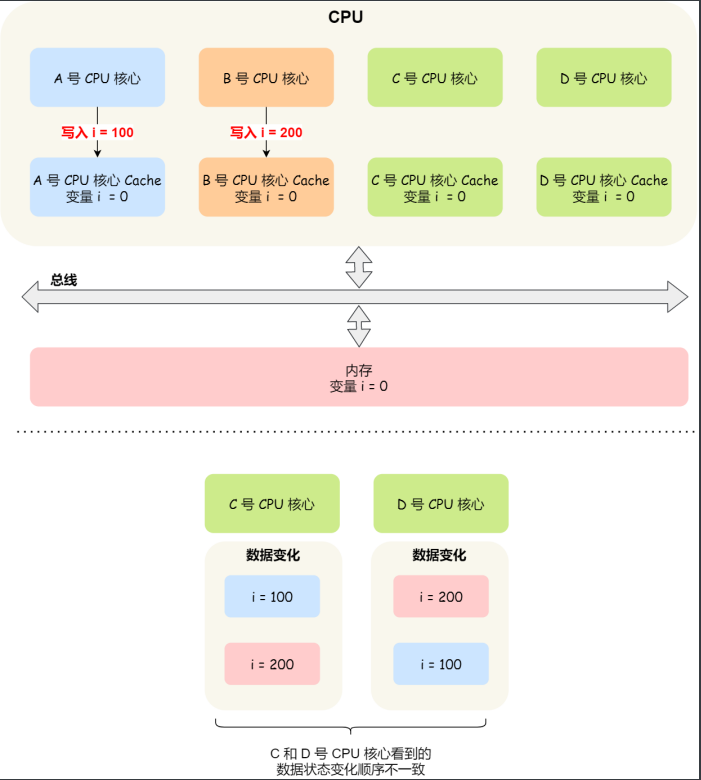 CPU
A 号 CPU 核心
B 号 CPU 核心
C 号 CPU 核心
D 号 CPU 核心
写入 i = 100
写入 i = 200
A 号 CPU 核心 Cache
变量 i = 0
B 号 CPU 核心 Cache
变量 i = 0
C 号 CPU 核心 Cache
变量 i = 0
D 号 CPU 核心 Cache
变量 i = 0
总线
内存
变量 i = 0
C 号 CPU 核心
D 号 CPU 核心
数据变化
i = 100
i = 200
数据变化
i = 200
i = 100
C 和 D 号 CPU 核心看到的
数据状态变化顺序不一致